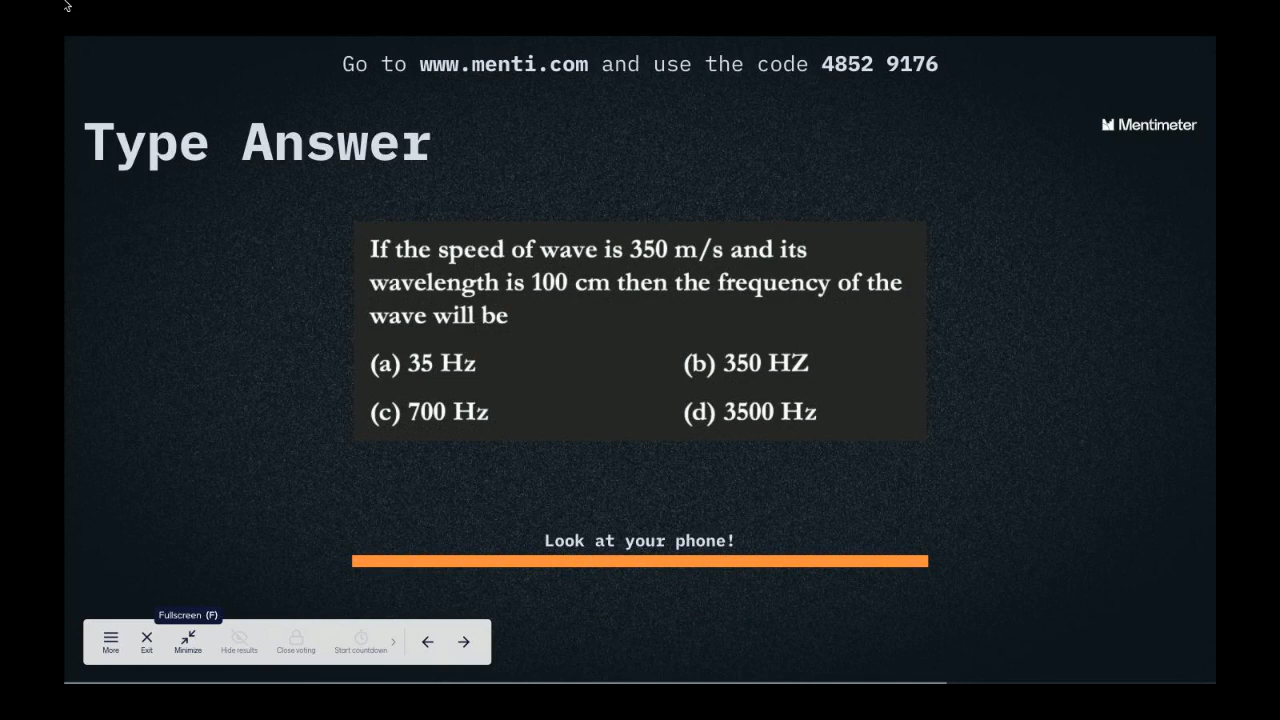 Go to www.menti.com and use the code 4852 9176
Mentimeter
Type Answer
If the speed of wave is 350 m/s and its
wavelength is 100 cm then the frequency of the
wave will be
(a) 35 Hz (b) 350 HZ
(c) 700 Hz (d) 3500 Hz
Look at your phone!
Fullscreen (F)
More Exit Minimize Hide results Close voting Start countdown